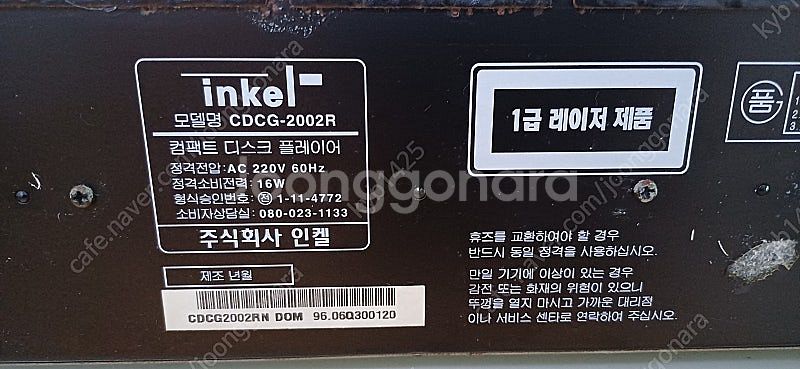 inkel
모델명 CDCG-2002R
컴팩트 디스크 플레이어
정격전압: AC 220V 60Hz
정격소비전력: 16W
형식승인번호: 전 1-11-4772
소비자상담실: 080-023-1133
주식회사 인켈
제조 년월
CDCG2002RN DOM 96.06Q300120
1급 레이저 제품
휴즈를 교환하여야 할 경우
반드시 동일 정격을 사용하십시오.
만일 기기에 이상이 있는 경우
감전 또는 화재의 위험이 있으니
뚜껑을 열지 마시고 가까운 대리점
이나 서비스 센타로 연락하여 주십시오.
품
1.
2.
3.
joonggonara
cafe.naver.com/joonggonara